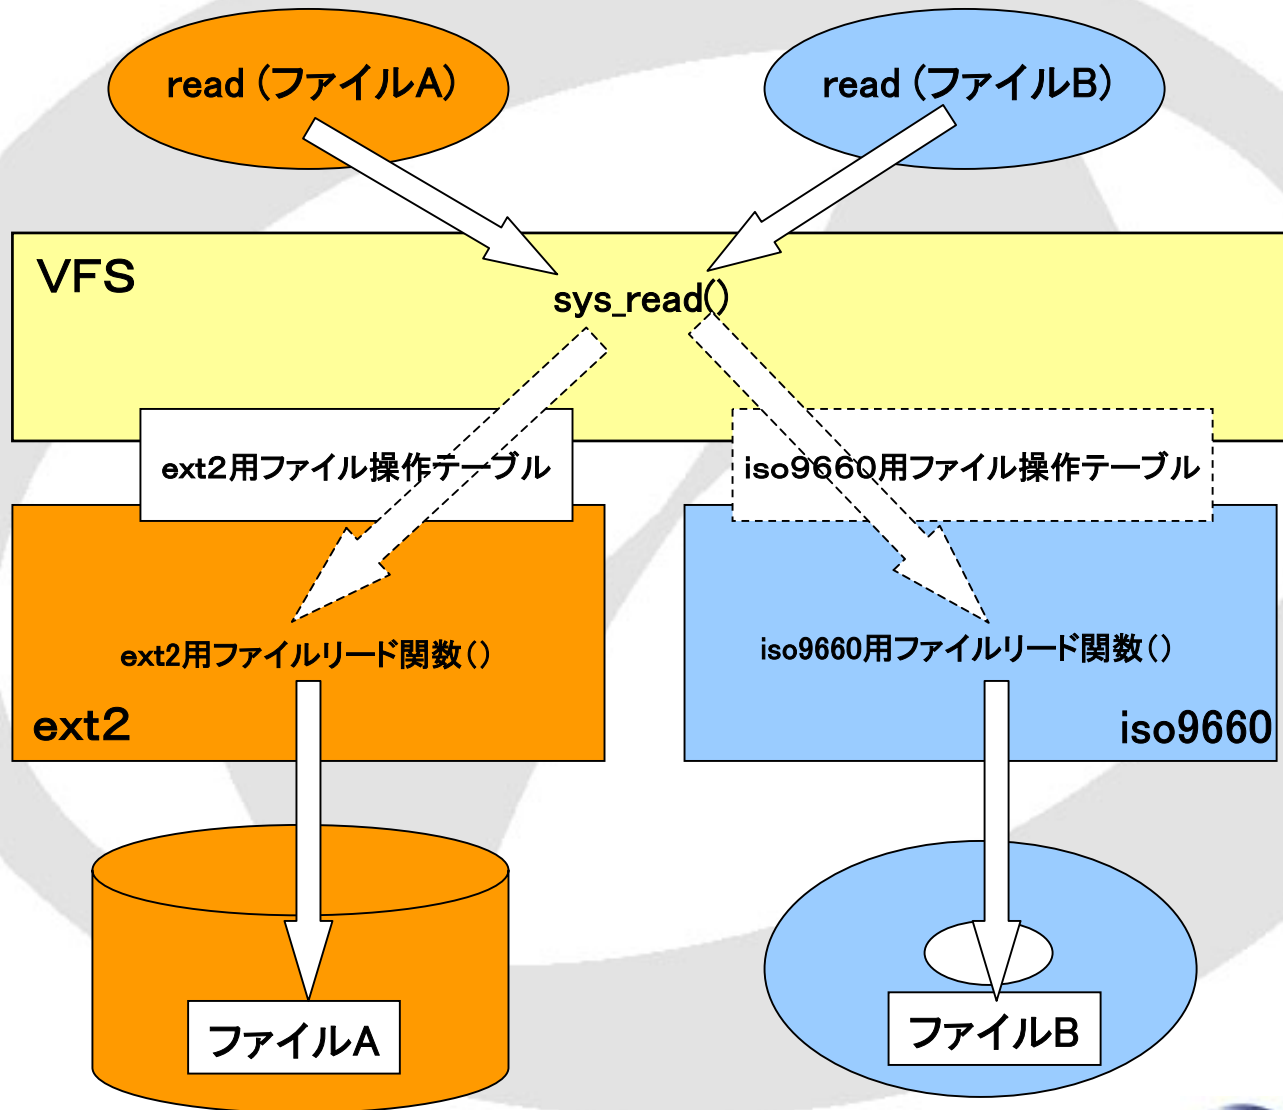 read (ファイルA)
read (ファイルB)
VFS
sys_read()
ext2用ファイル操作テーブル
iso9660用ファイル操作テーブル
ext2用ファイルリード関数()
iso9660用ファイルリード関数()
ext2
iso9660
ファイルA
ファイルB